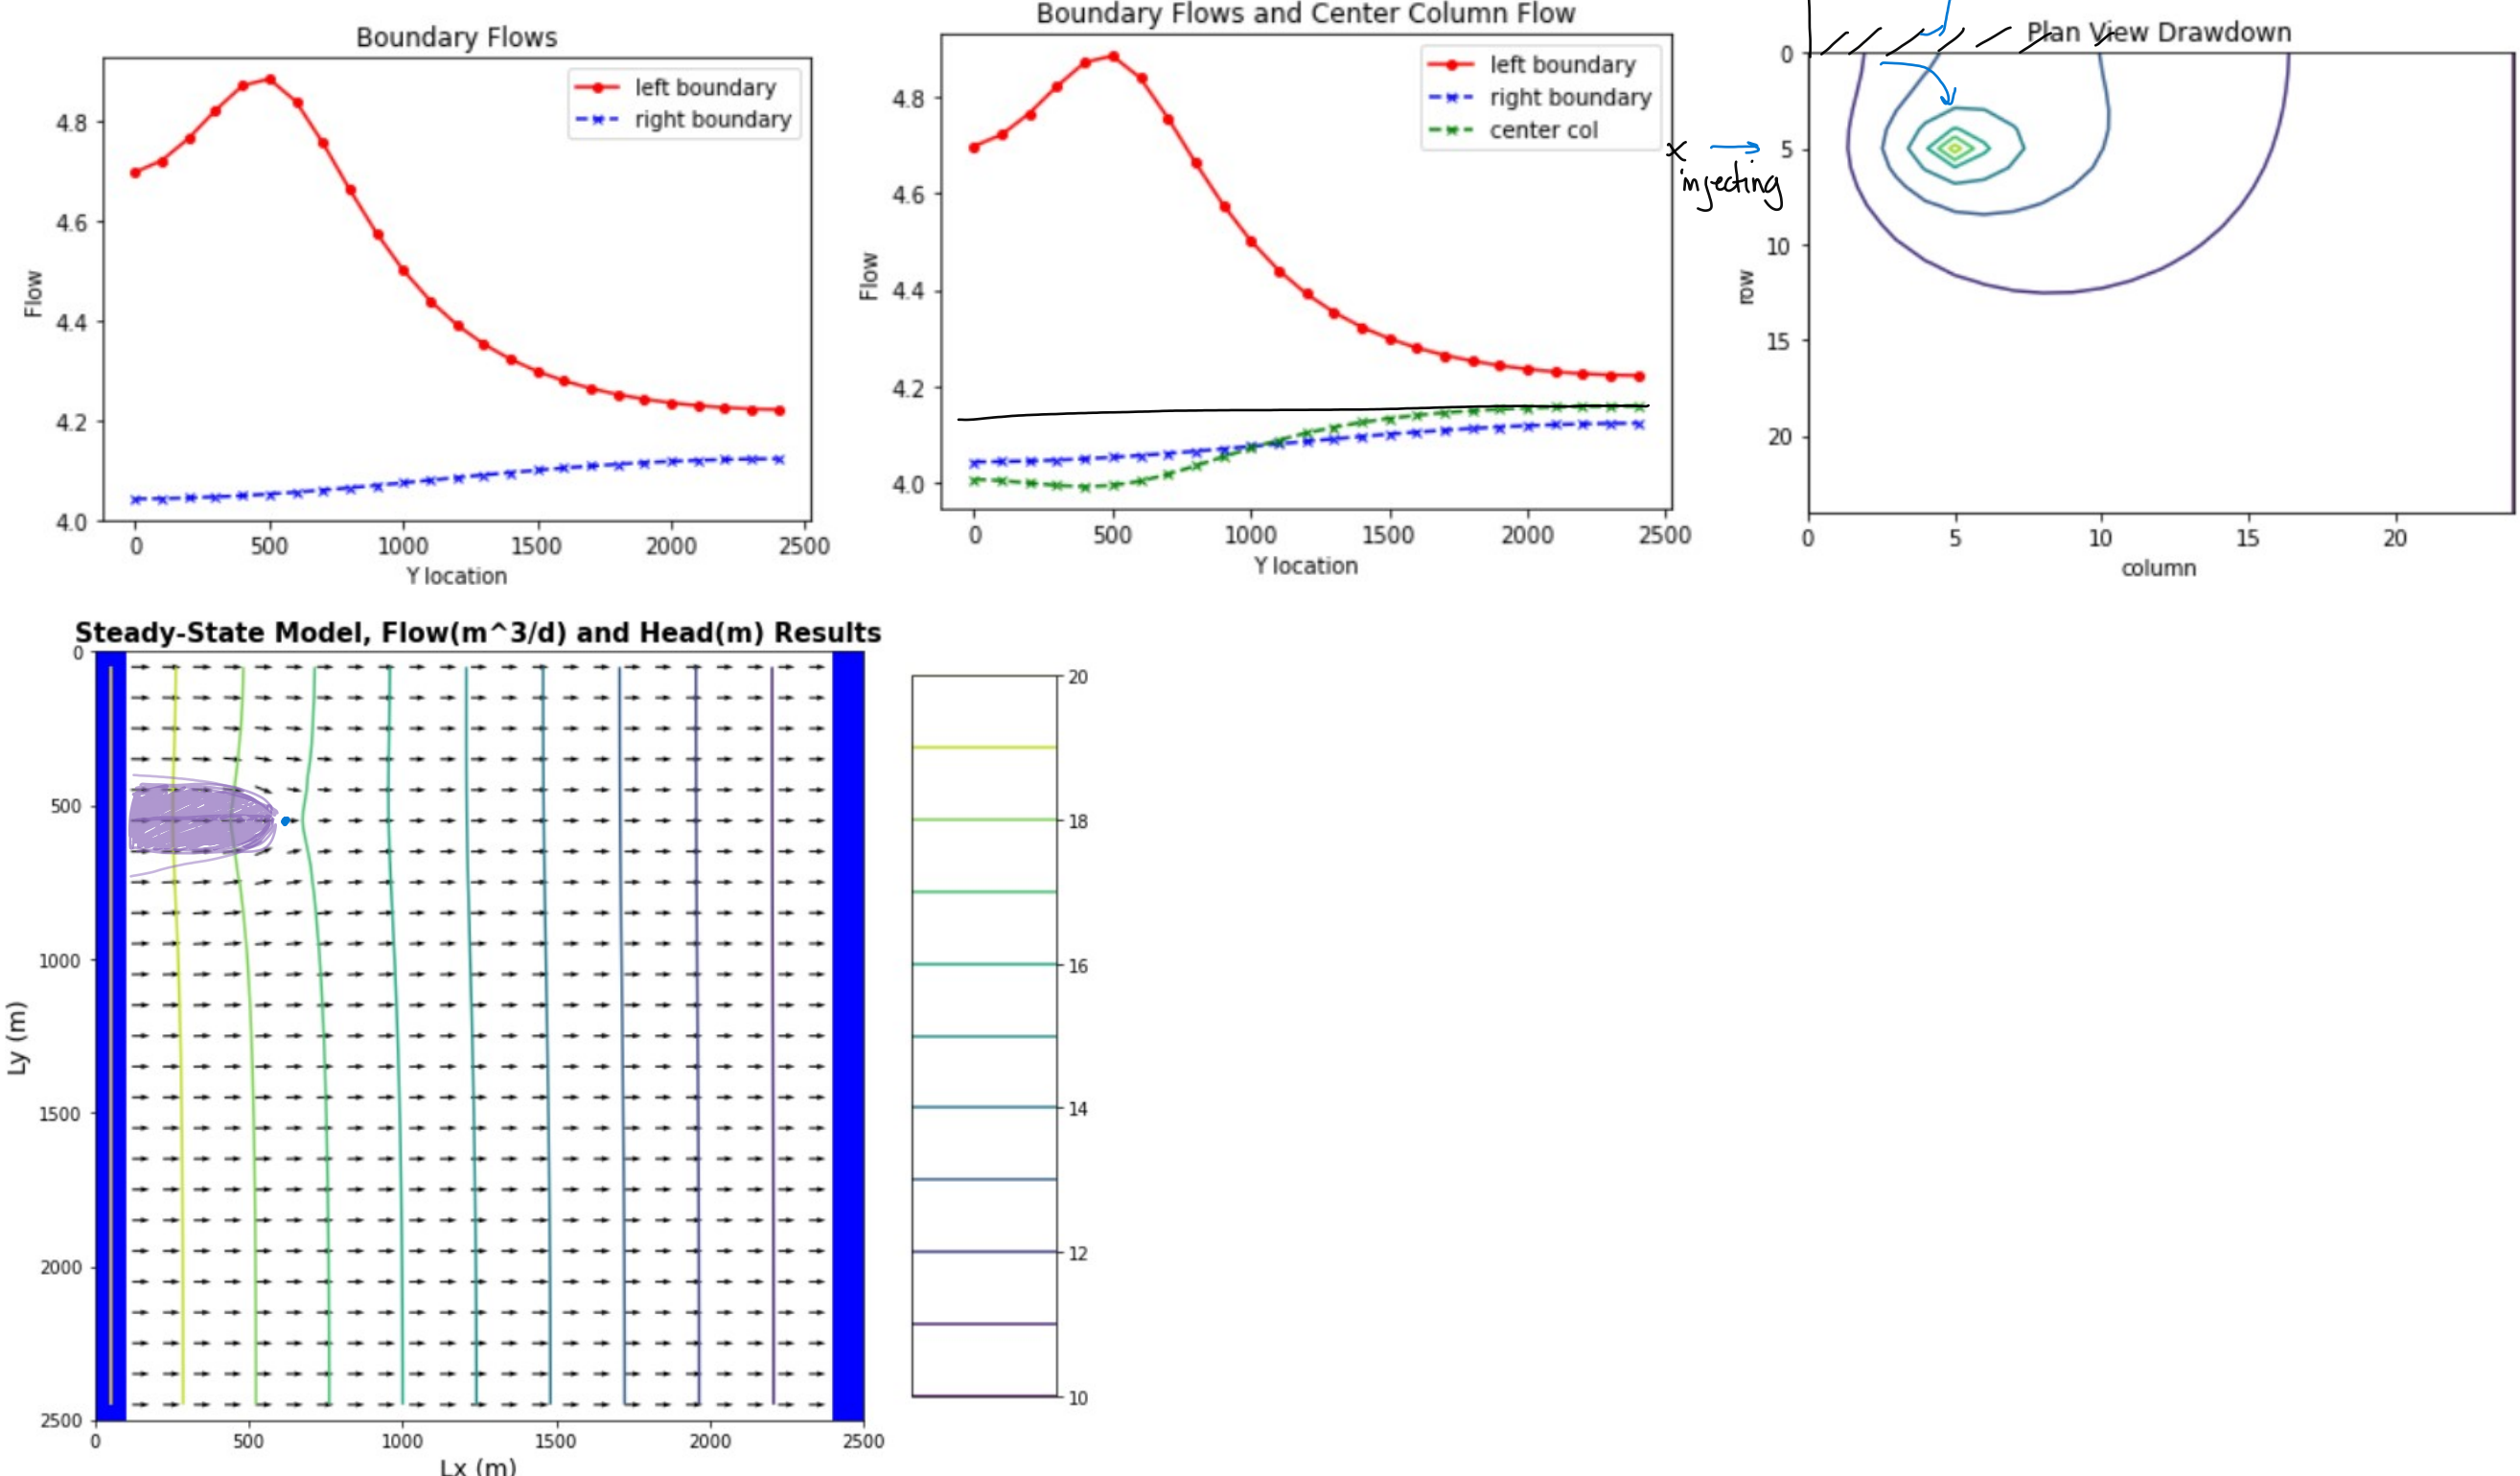 Boundary Flows
left boundary
right boundary
4.8
4.6
4.4
4.2
4.0
Flow
0 500 1000 1500 2000 2500
Y location
Boundary Flows and Center Column Flow
left boundary
right boundary
center col
4.8
4.6
4.4
4.2
4.0
Flow
0 500 1000 1500 2000 2500
Y location
x
injecting
Plan View Drawdown
0
5
10
15
20
row
0 5 10 15 20
column
Steady-State Model, Flow(m^3/d) and Head(m) Results
0
500
1000
1500
2000
2500
Ly (m)
0 500 1000 1500 2000 2500
Lx (m)
20
18
16
14
12
10